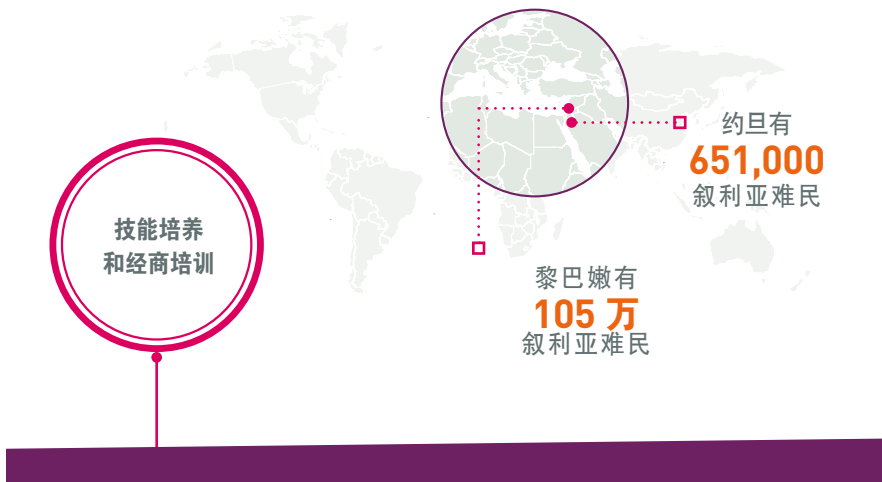 约旦有
651,000
叙利亚难民
技能培养
和经商培训
黎巴嫩有
105 万
叙利亚难民